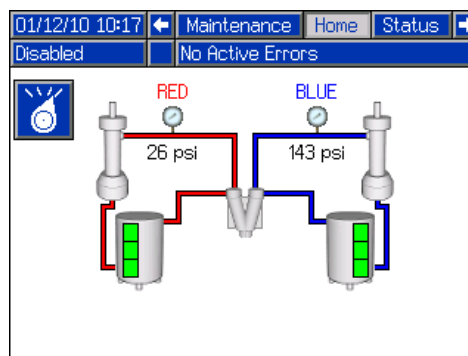 01/12/10 10:17 Maintenance Home Status
Disabled No Active Errors
RED BLUE
26 psi 143 psi